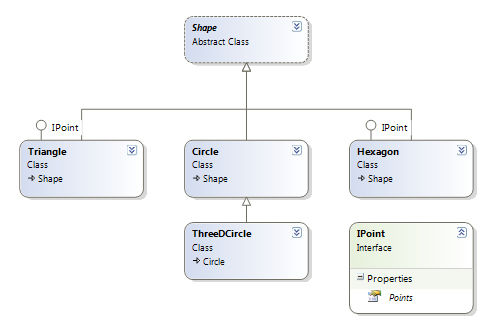 Shape
Abstract Class
IPoint
IPoint
Triangle
Class
Shape
Circle
Class
Shape
Hexagon
Class
Shape
ThreeDCircle
Class
Circle
IPoint
Interface
Properties
Points